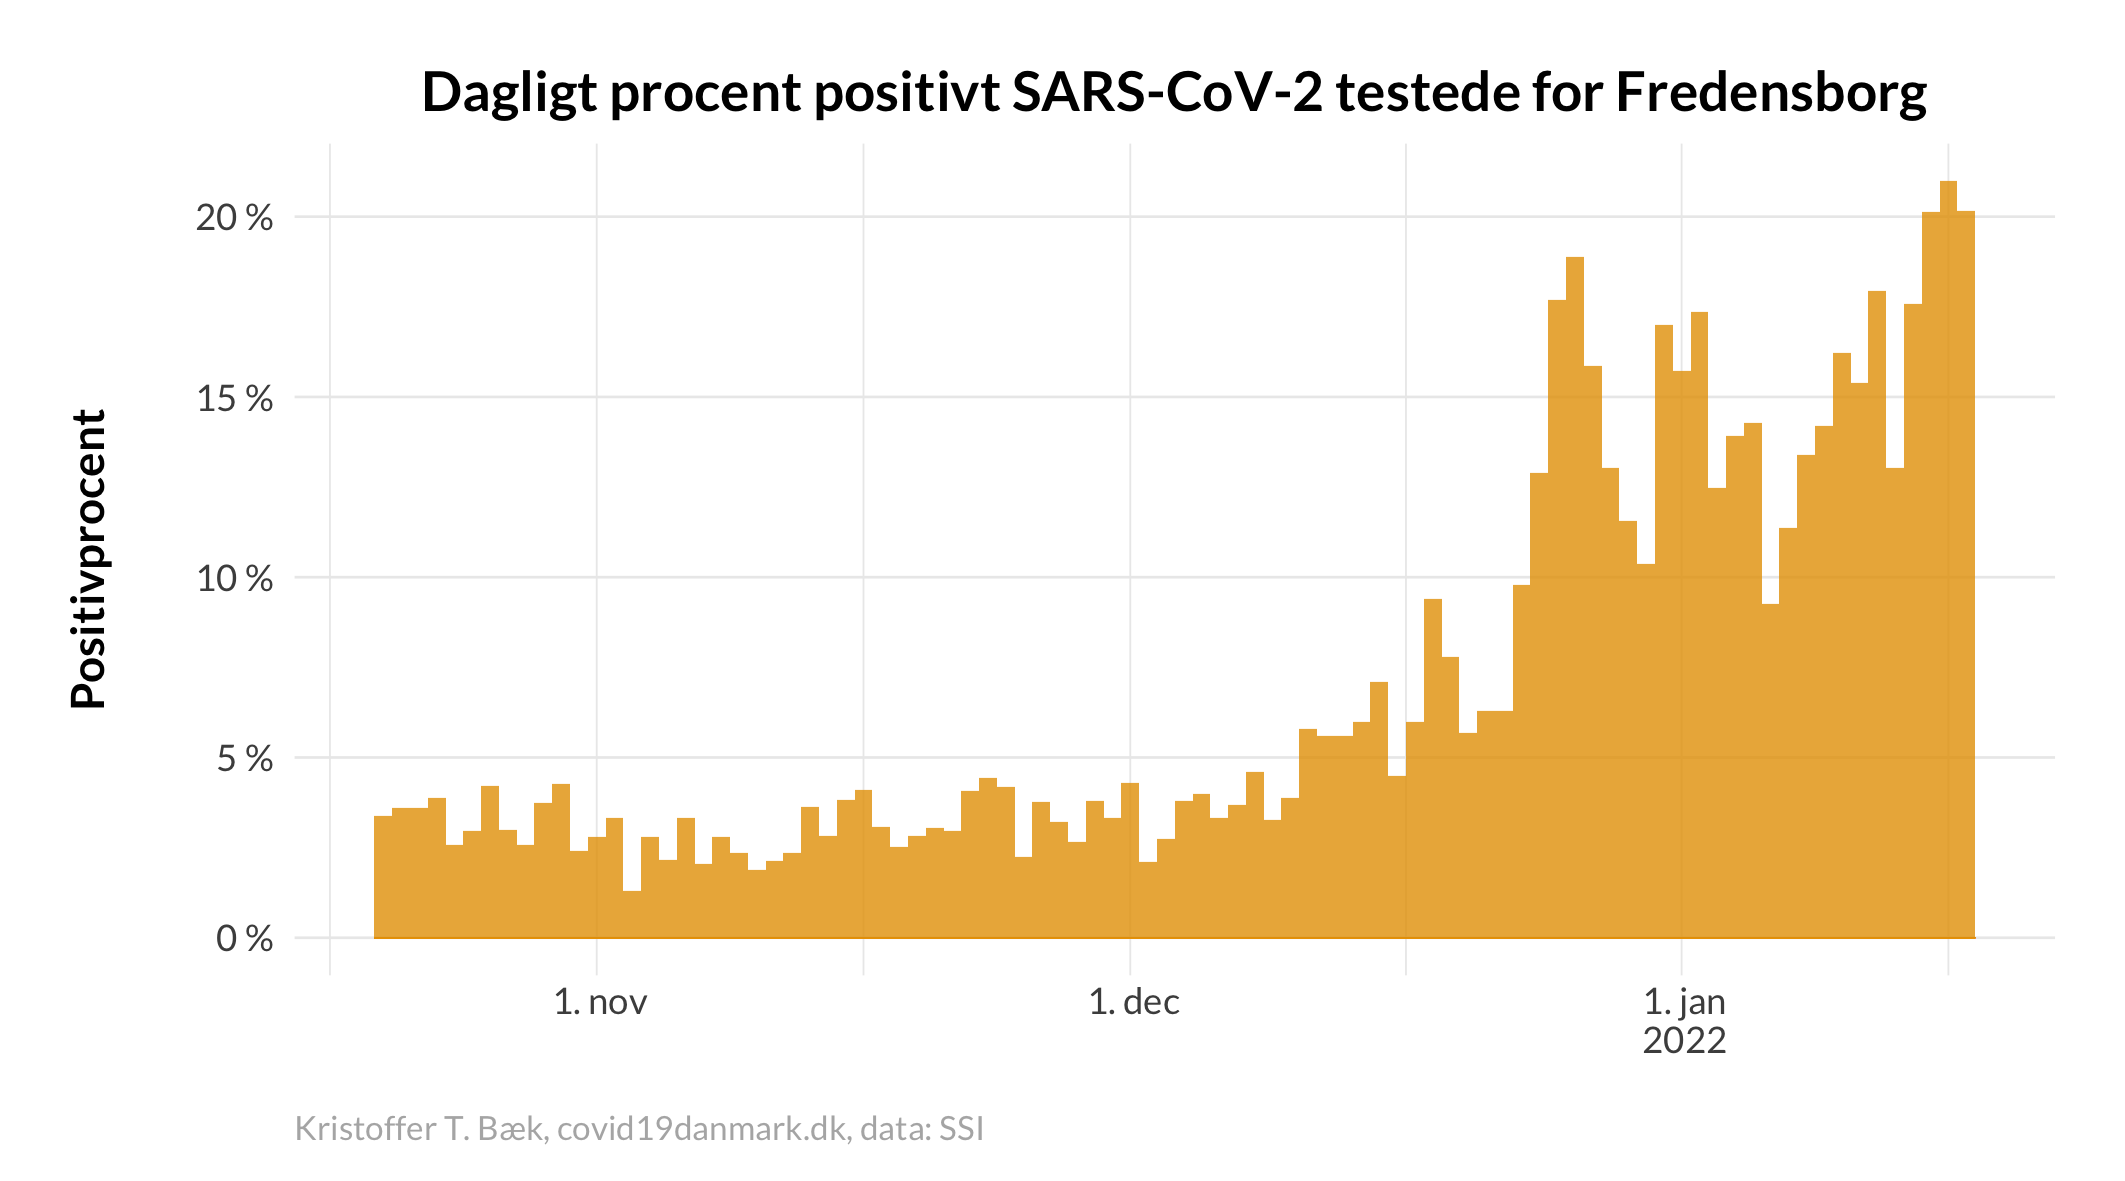 Dagligt procent positivt SARS-CoV-2 testede for Fredensborg
Positivprocent
20 %
15 %
10 %
5 %
0 %
1. nov
1. dec
1. jan
2022
Kristoffer T. Bæk, covid19danmark.dk, data: SSI